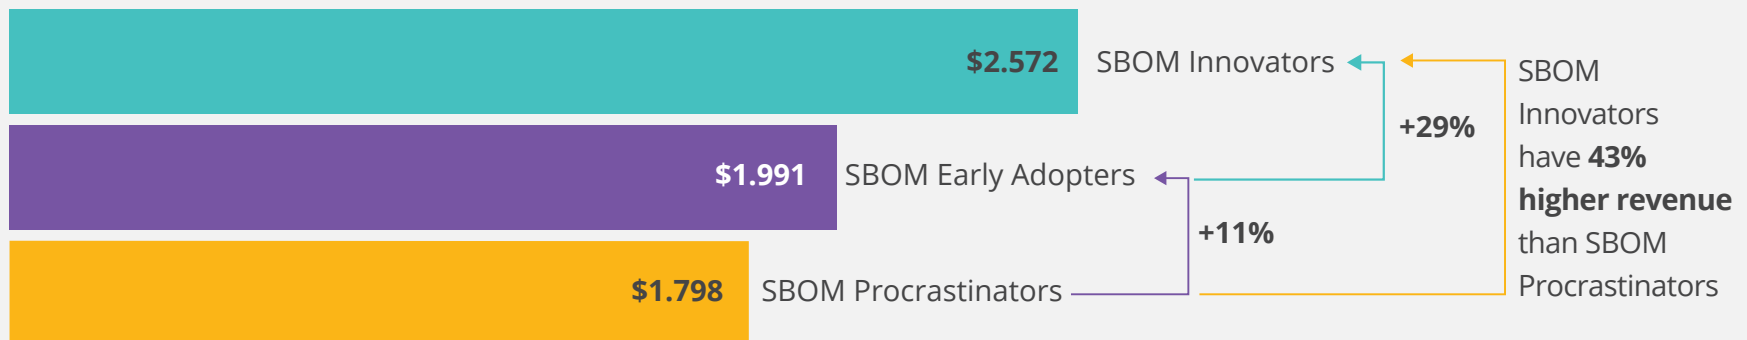 $2.572 SBOM Innovators
+29%
$1.991 SBOM Early Adopters
+11%
$1.798 SBOM Procrastinators
SBOM
Innovators
have 43%
higher revenue
than SBOM
Procrastinators